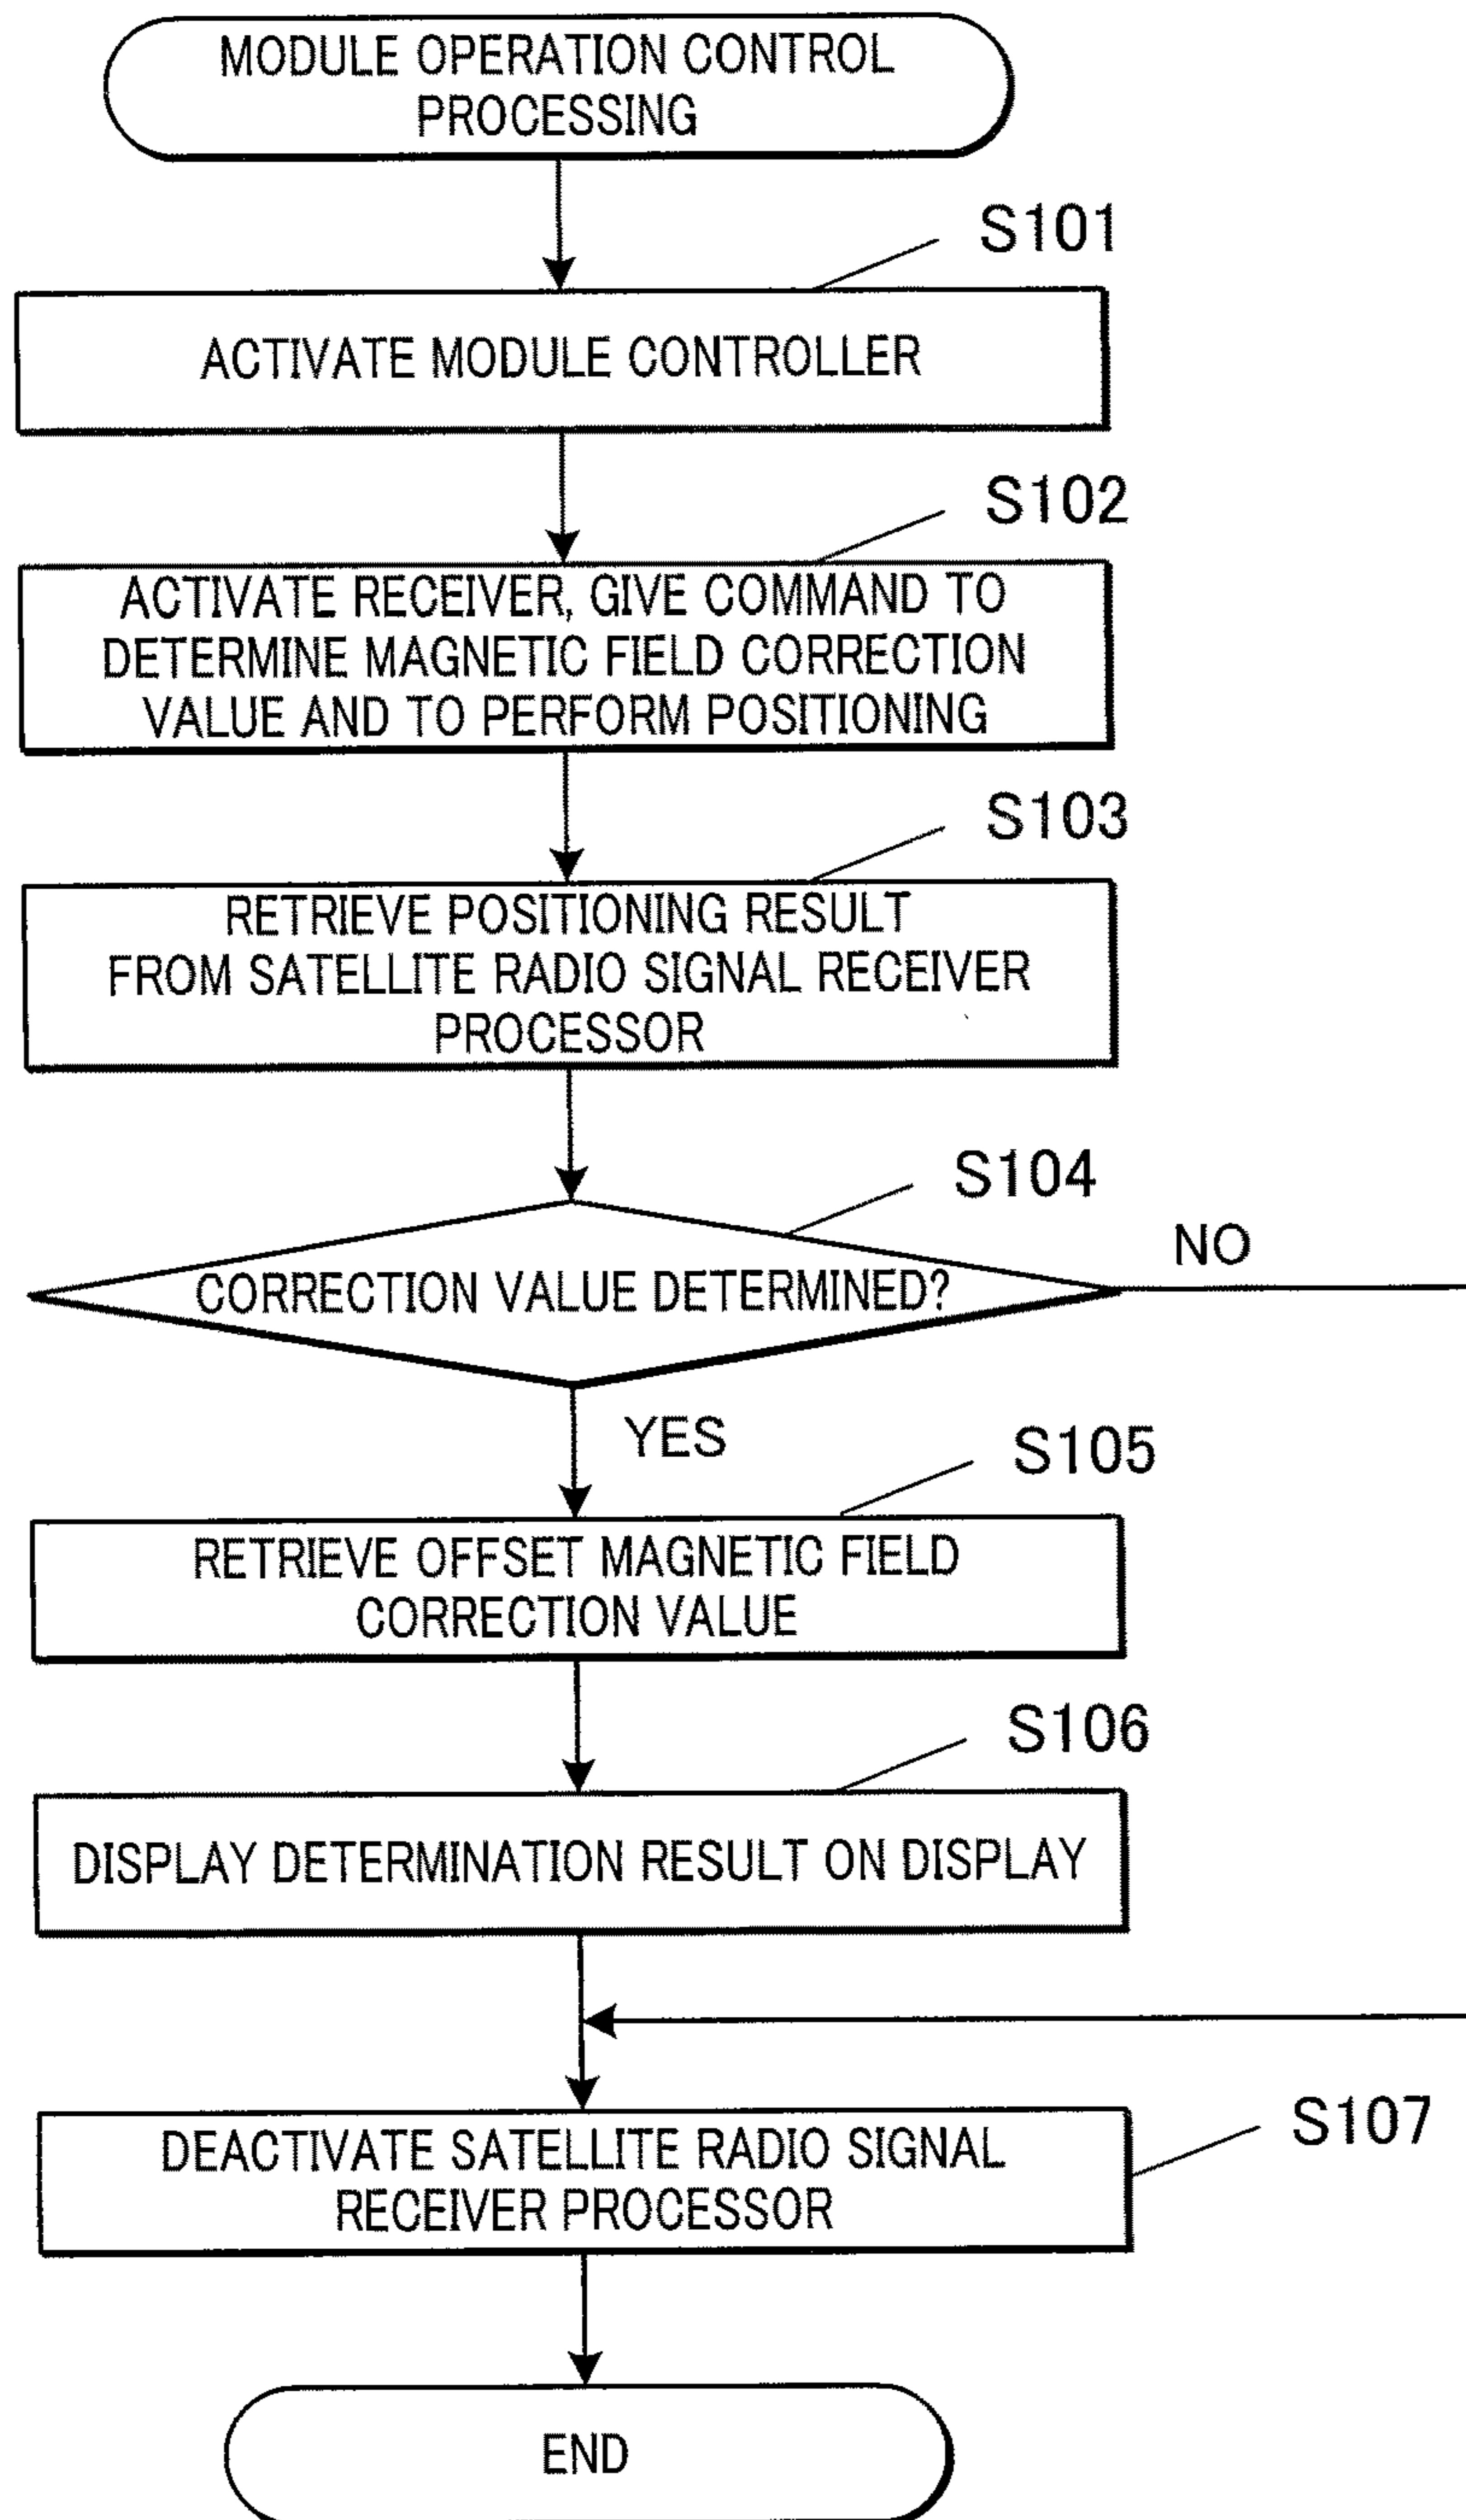 MODULE OPERATION CONTROL
PROCESSING
S101
ACTIVATE MODULE CONTROLLER
S102
ACTIVATE RECEIVER, GIVE COMMAND TO
DETERMINE MAGNETIC FIELD CORRECTION
VALUE AND TO PERFORM POSITIONING
S103
RETRIEVE POSITIONING RESULT
FROM SATELLITE RADIO SIGNAL RECEIVER
PROCESSOR
S104
NO
CORRECTION VALUE DETERMINED?
YES
S105
RETRIEVE OFFSET MAGNETIC FIELD
CORRECTION VALUE
S106
DISPLAY DETERMINATION RESULT ON DISPLAY
S107
DEACTIVATE SATELLITE RADIO SIGNAL
RECEIVER PROCESSOR
END